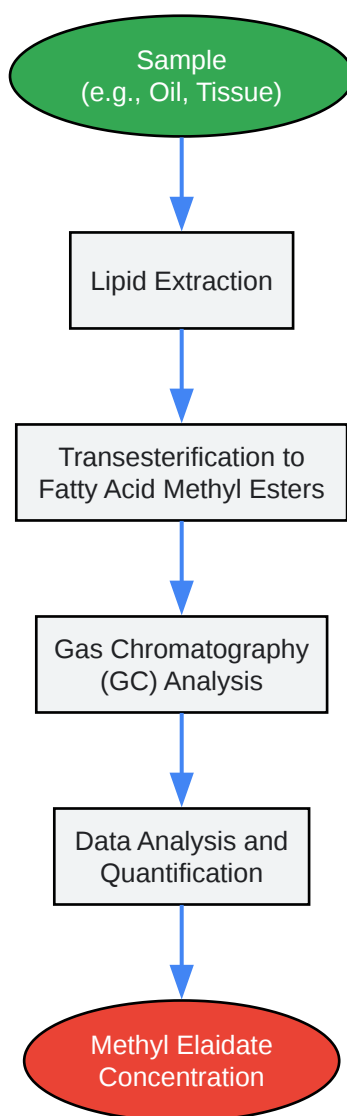 Sample
(e.g., Oil, Tissue)
Lipid Extraction
Transesterification to
Fatty Acid Methyl Esters
Gas Chromatography
(GC) Analysis
Data Analysis and
Quantification
Methyl Elaidate
Concentration